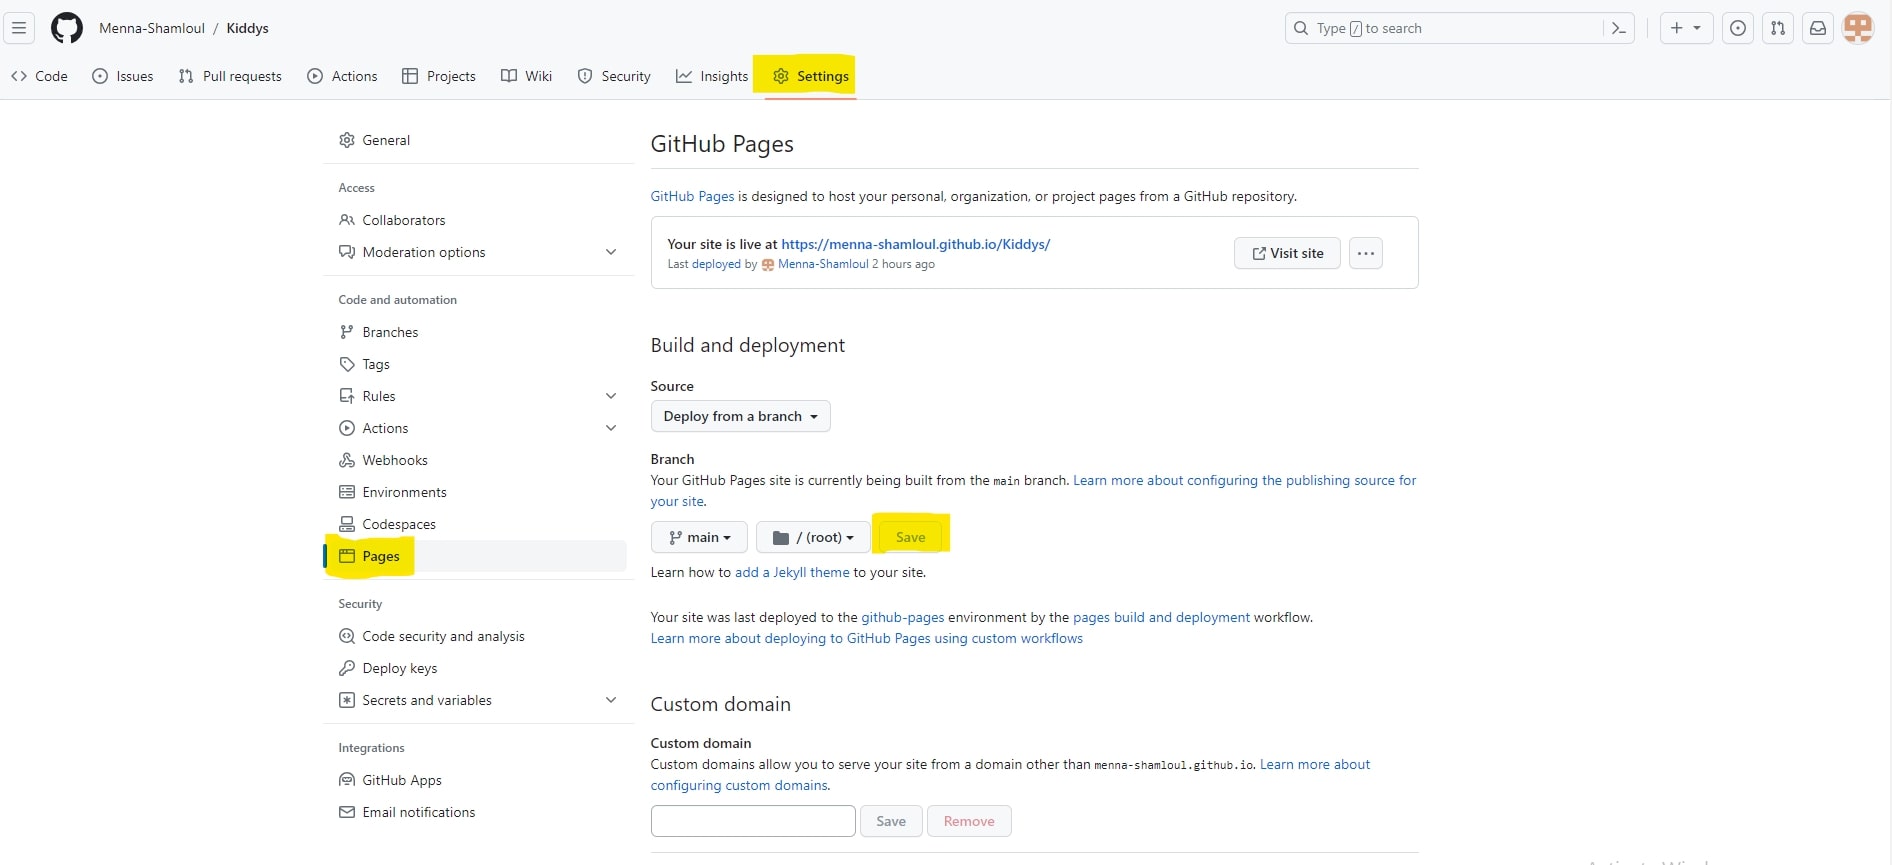 Menna-Shamloul / Kiddys
Type / to search
Code Issues Pull requests Actions Projects Wiki Security Insights Settings
General
Access
Collaborators
Moderation options
Code and automation
Branches
Tags
Rules
Actions
Webhooks
Environments
Codespaces
Pages
Security
Code security and analysis
Deploy keys
Secrets and variables
Integrations
GitHub Apps
Email notifications
GitHub Pages
GitHub Pages is designed to host your personal, organization, or project pages from a GitHub repository.
Your site is live at https://menna-shamloul.github.io/Kiddys/
Last deployed by Menna-Shamloul 2 hours ago
Visit site
Build and deployment
Source
Deploy from a branch
Branch
Your GitHub Pages site is currently being built from the main branch. Learn more about configuring the publishing source for
your site.
main / (root) Save
Learn how to add a Jekyll theme to your site.
Your site was last deployed to the github-pages environment by the pages build and deployment workflow.
Learn more about deploying to GitHub Pages using custom workflows
Custom domain
Custom domain
Custom domains allow you to serve your site from a domain other than menna-shamloul.github.io. Learn more about
configuring custom domains.
Save Remove